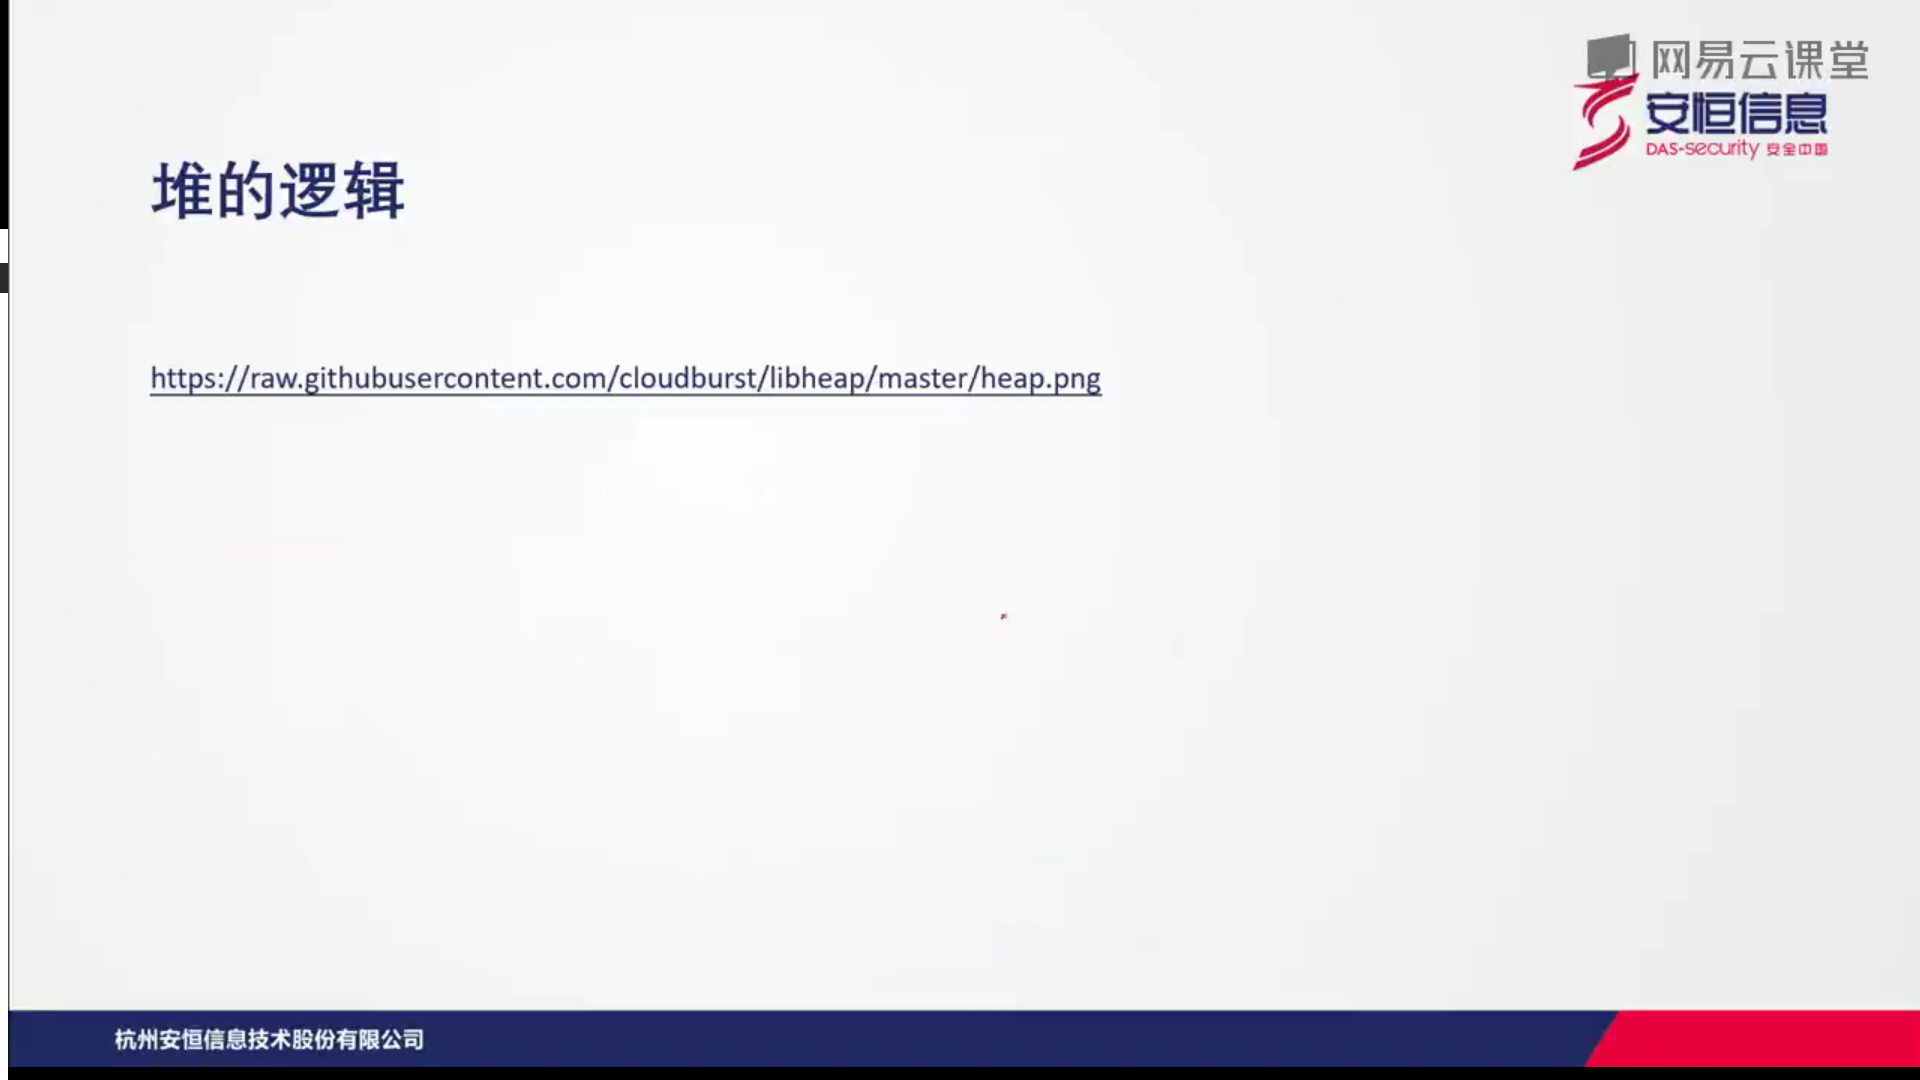 网易云课堂
安恒信息
DAS-security 安全中国
堆的逻辑
https://raw.githubusercontent.com/cloudburst/libheap/master/heap.png
杭州安恒信息技术股份有限公司